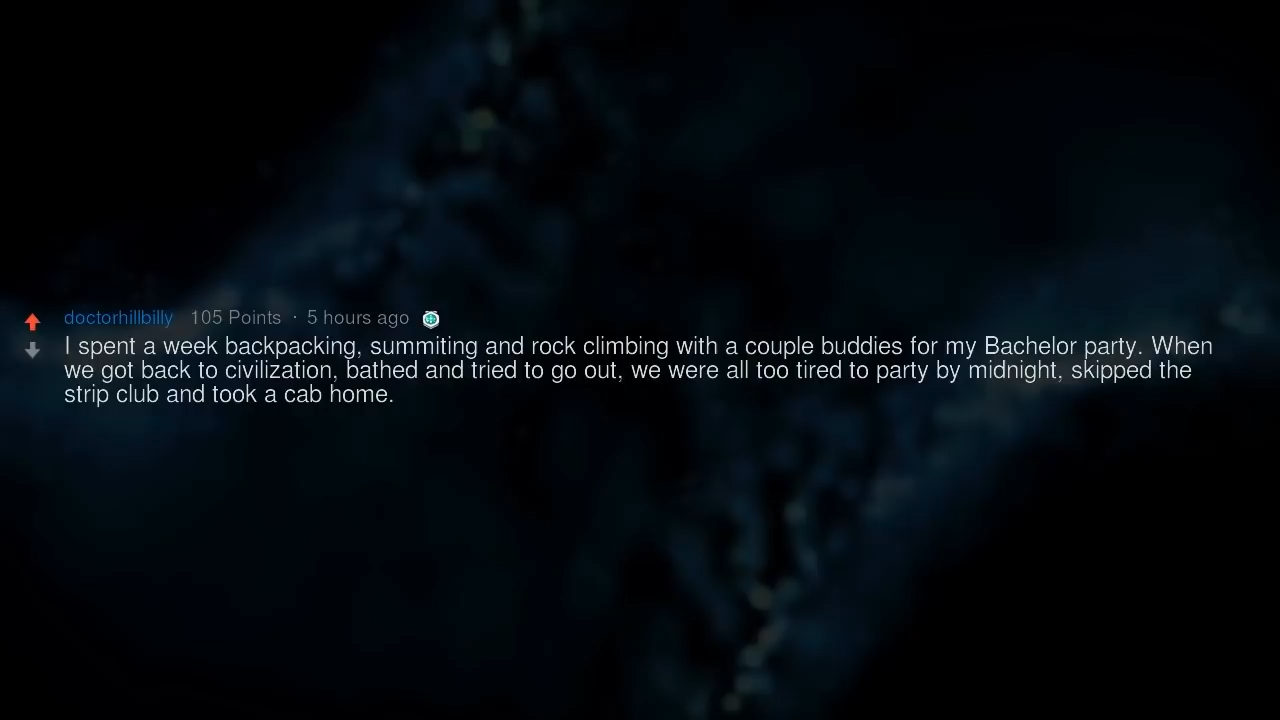 doctorhillbilly 105 Points · 5 hours ago
I spent a week backpacking, summiting and rock climbing with a couple buddies for my Bachelor party. When
we got back to civilization, bathed and tried to go out, we were all too tired to party by midnight, skipped the
strip club and took a cab home.